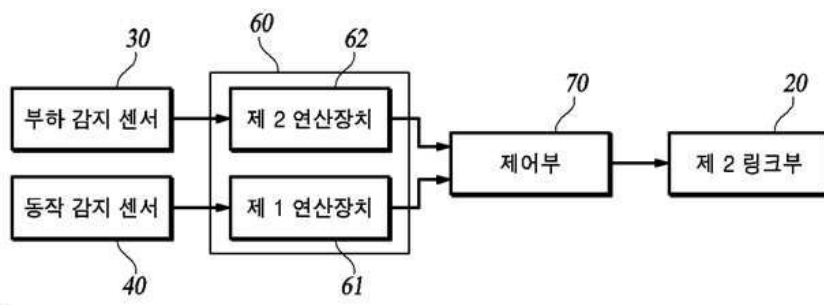 30
60
62
부하 감지 센서
제 2 연산장치
70
20
제어부
제 2 링크부
동작 감지 센서
제 1 연산장치
40
61